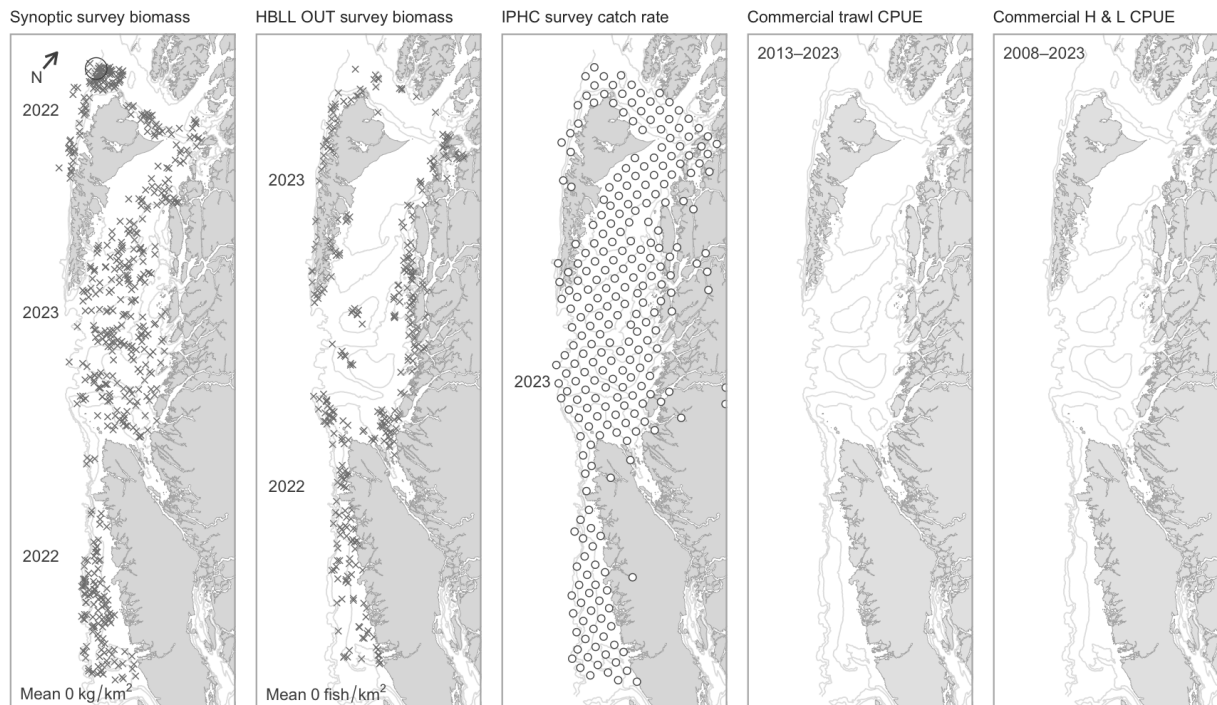 Synoptic survey biomass
HBLL OUT survey biomass
IPHC survey catch rate
Commercial trawl CPUE
Commercial H & L CPUE
N
2022
2023
2022
Mean 0 kg/km²
2023
2022
Mean 0 fish/km²
2023
2013–2023
2008–2023